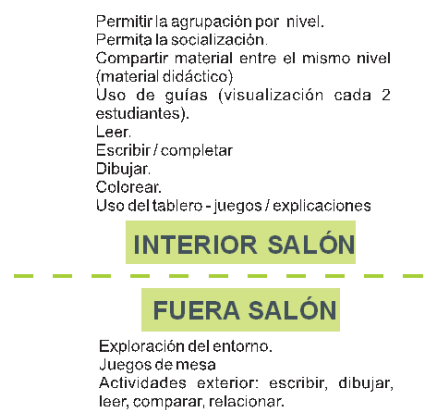 Permitir la agrupación por nivel.
Permita la socialización.
Compartir material entre el mismo nivel
(material didáctico)
Uso de guías (visualización cada 2
estudiantes).
Leer.
Escribir / completar
Dibujar.
Colorear.
Uso del tablero - juegos / explicaciones
INTERIOR SALÓN
FUERA SALÓN
Exploración del entorno.
Juegos de mesa
Actividades exterior: escribir, dibujar,
leer, comparar, relacionar.